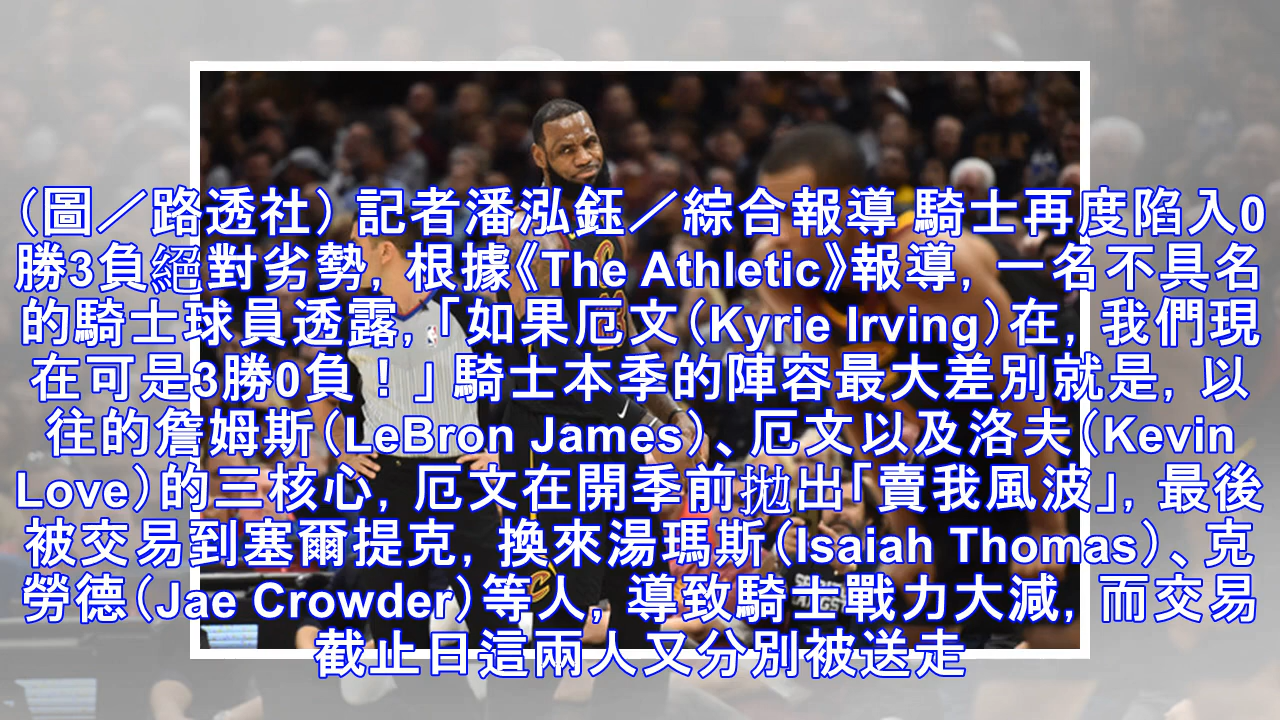 （圖／路透社）記者潘泓鈺／綜合報導 騎士再度陷入0
勝3負絕對劣勢，根據《The Athletic》報導，一名不具名
的騎士球員透露，「如果厄文（Kyrie Irving）在，我們現
在可是3勝0負！」騎士本季的陣容最大差別就是，以
往的詹姆斯（LeBron James）、厄文以及洛夫（Kevin
Love）的三核心，厄文在開季前拋出「賣我風波」，最後
被交易到塞爾提克，換來湯瑪斯（Isaiah Thomas）、克
勞德（Jae Crowder）等人，導致騎士戰力大減，而交易
截止日這兩人又分別被送走